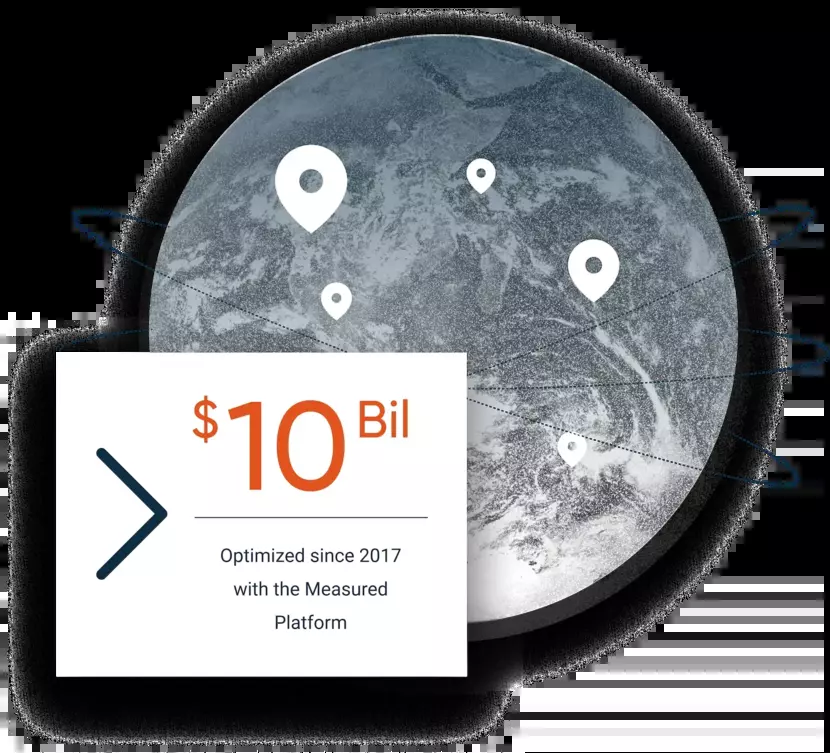 $10 Bil
Optimized since 2017
with the Measured
Platform